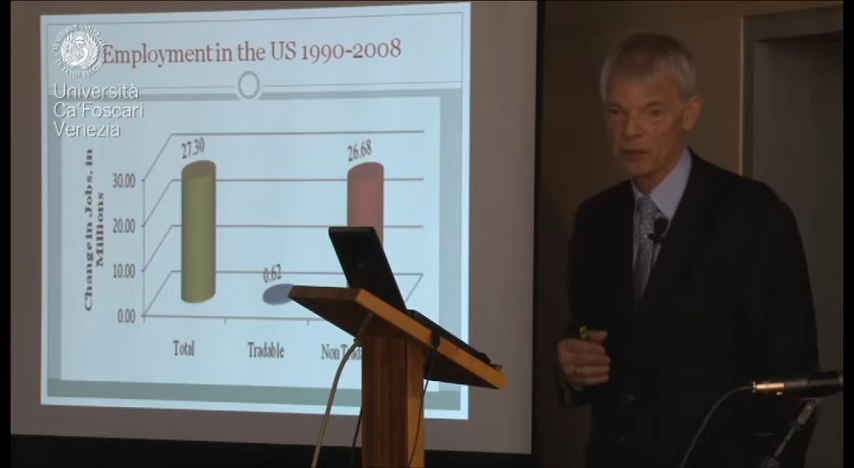 Employment in the US 1990-2008
Università
Ca'Foscari
Venezia
Change in Jobs, in
Millions
30.00
20.00
10.00
0.00
27.30
0.62
26.68
Total
Tradable
Non Trad